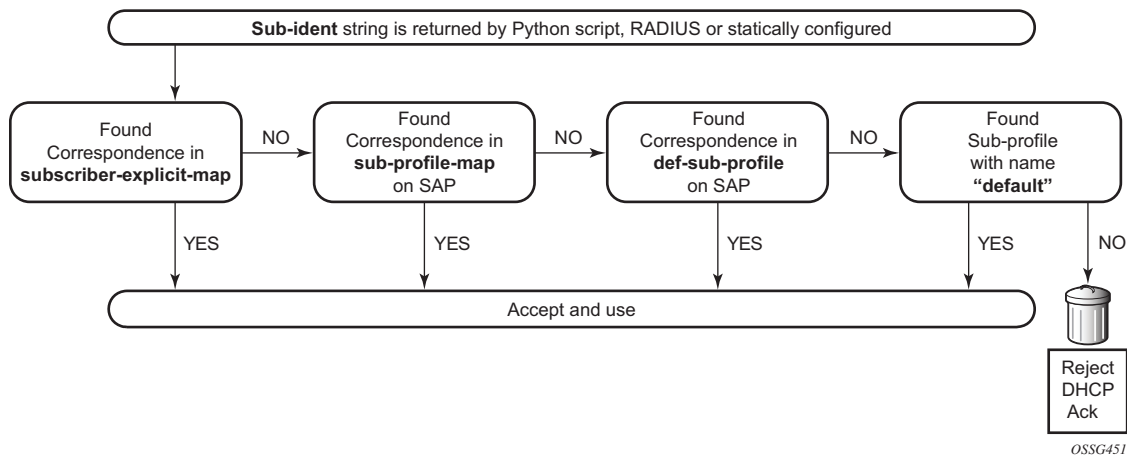 Sub-ident string is returned by Python script, RADIUS or statically configured
Found
Correspondence in
subscriber-explicit-map
NO
Found
Correspondence in
sub-profile-map
on SAP
NO
Found
Correspondence in
def-sub-profile
on SAP
NO
Found
Sub-profile
with name
“default”
YES
YES
YES
YES
NO
Accept and use
Reject
DHCP
Ack
OSSG451